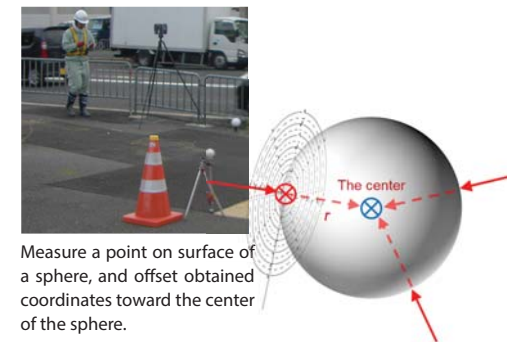 The center
r
Measure a point on surface of
a sphere, and offset obtained
coordinates toward the center
of the sphere.